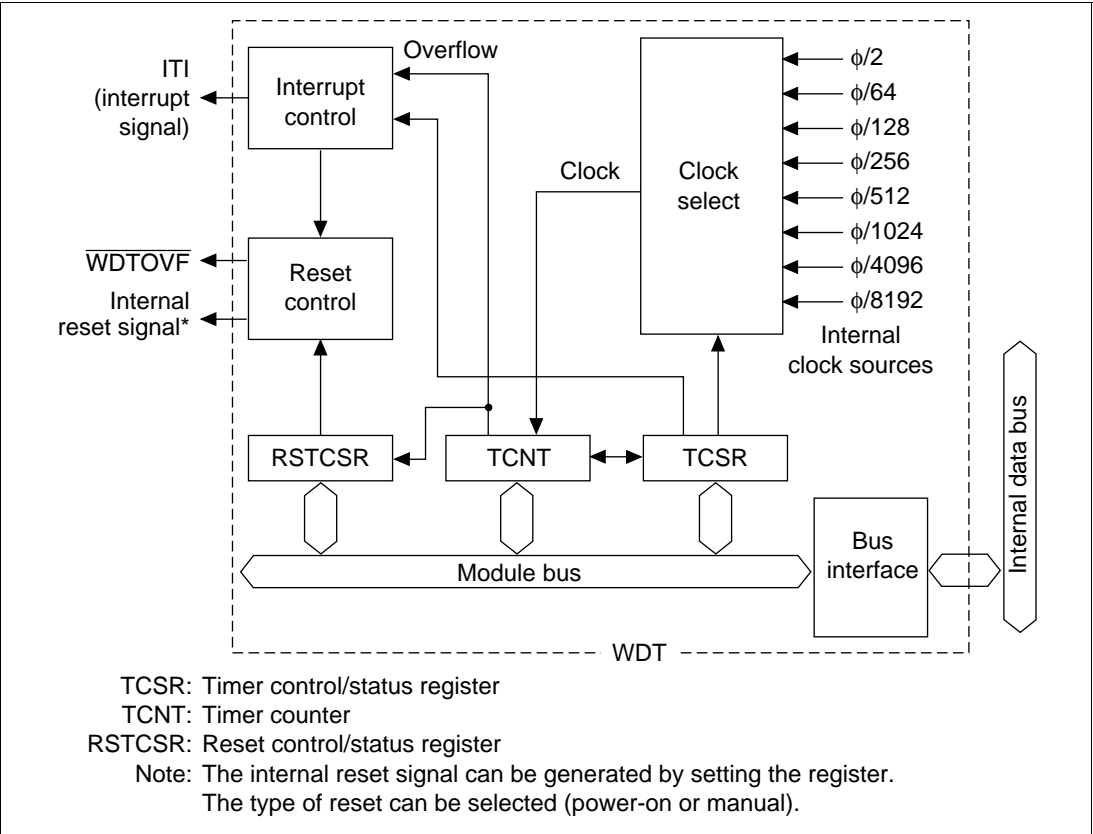 Overflow
ITI
(interrupt
signal)
Interrupt
control
Clock
Clock
select
ϕ/2
ϕ/64
ϕ/128
ϕ/256
ϕ/512
ϕ/1024
ϕ/4096
ϕ/8192
Internal
clock sources
WDTOVF
Internal
reset signal*
Reset
control
RSTCSR
TCNT
TCSR
Module bus
Bus
interface
Internal data bus
WDT
TCSR: Timer control/status register
TCNT: Timer counter
RSTCSR: Reset control/status register
Note: The internal reset signal can be generated by setting the register.
The type of reset can be selected (power-on or manual).